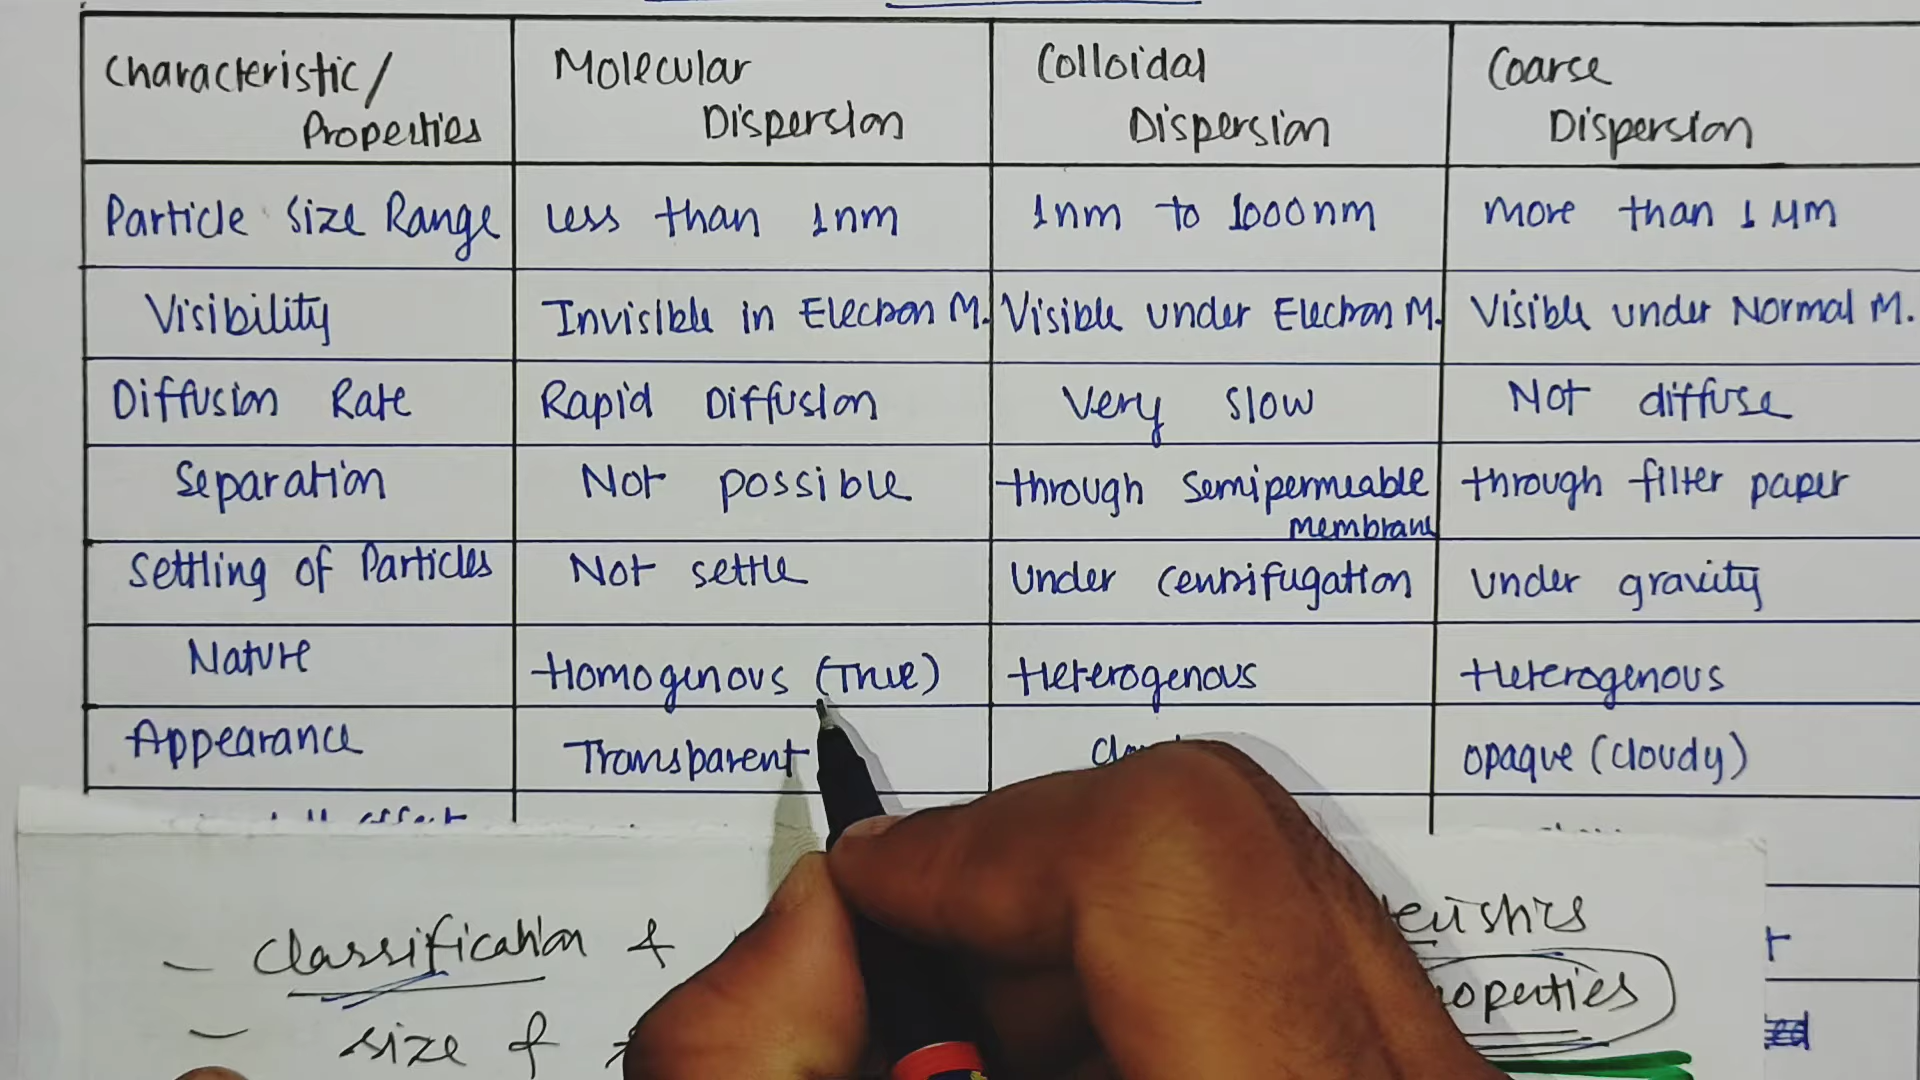 Characteristic/ Properties
Molecular Dispersion
Colloidal Dispersion
Coarse Dispersion
Particle Size Range
Less than 1nm
1nm to 1000nm
More than 1 µm
Visibility
Invisible in Electron M.
Visible under Electron M.
Visible under Normal M.
Diffusion Rate
Rapid Diffusion
Very slow
Not diffuse
Separation
Not possible
through semipermeable membrane
through filter paper
Settling of Particles
Not settle
Under Centrifugation
Under gravity
Nature
Homogenous (True)
Heterogenous
Heterogenous
Appearance
Transparent
Opaque (Cloudy)
effect
- Classification &
- size of